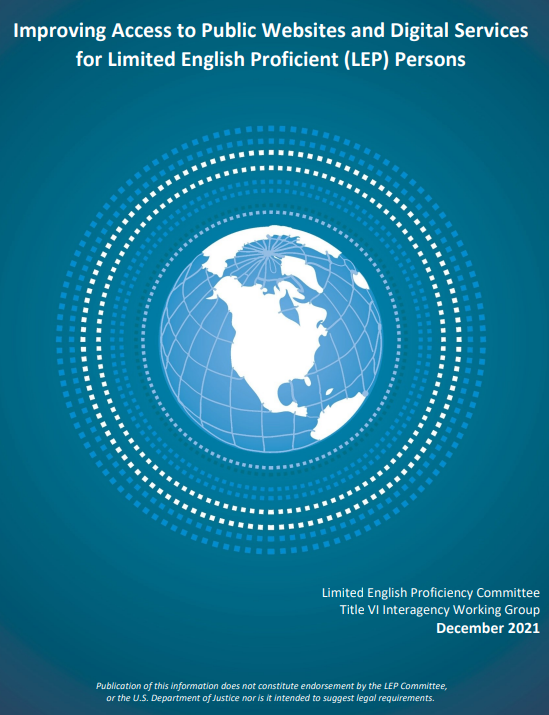 Improving Access to Public Websites and Digital Services
for Limited English Proficient (LEP) Persons
Limited English Proficiency Committee
Title VI Interagency Working Group
December 2021
Publication of this information does not constitute endorsement by the LEP Committee,
or the U.S. Department of Justice nor is it intended to suggest legal requirements.